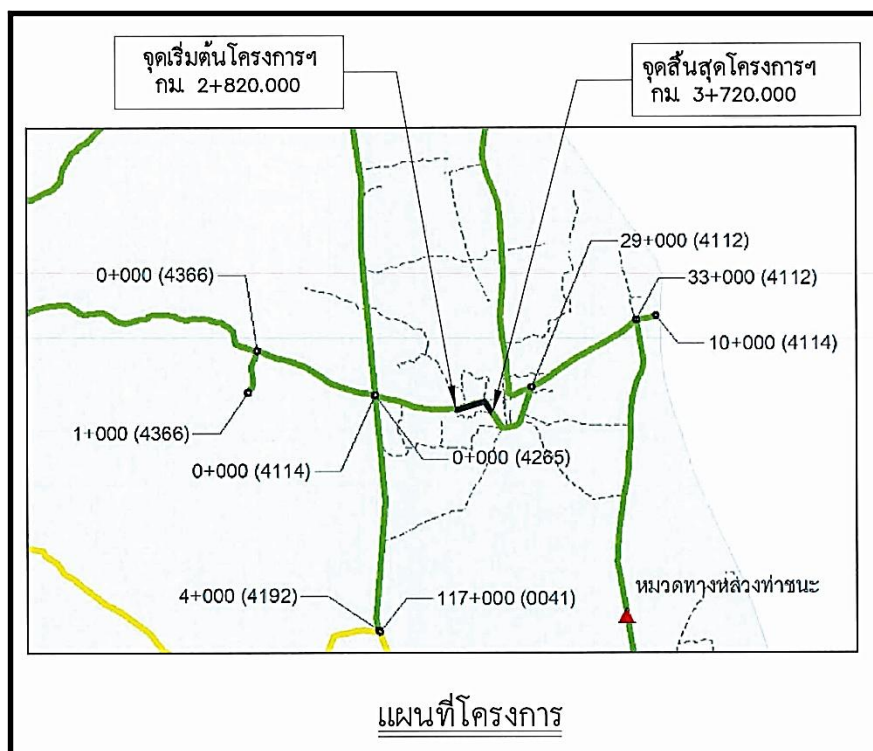 จุดเริ่มต้นโครงการฯ
กม. 2+820.000
จุดสิ้นสุดโครงการฯ
กม. 3+720.000
29+000 (4112)
0+000 (4366)
33+000 (4112)
10+000 (4114)
1+000 (4366)
0+000 (4114)
0+000 (4265)
4+000 (4192)
117+000 (0041)
หมวดทางหลวงท่าชนะ
แผนที่โครงการ